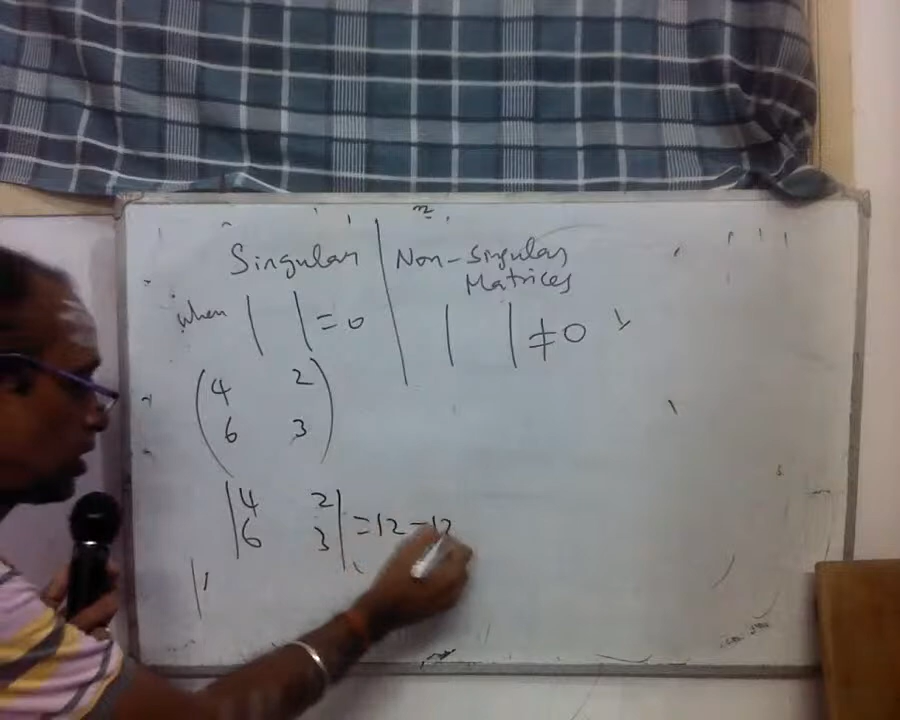 Singular | Non-Singular
Matrices
when | | = 0 | | ≠ 0
4 2
6 3
4 2
6 3 = 12 - 12